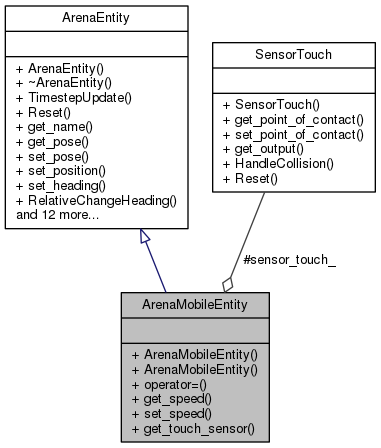 ArenaEntity
+ ArenaEntity()
+ ~ArenaEntity()
+ TimestepUpdate()
+ Reset()
+ get_name()
+ get_pose()
+ set_pose()
+ set_position()
+ set_heading()
+ RelativeChangeHeading()
and 12 more...
SensorTouch
+ SensorTouch()
+ get_point_of_contact()
+ set_point_of_contact()
+ get_output()
+ HandleCollision()
+ Reset()
#sensor_touch_
ArenaMobileEntity
+ ArenaMobileEntity()
+ ArenaMobileEntity()
+ operator=()
+ get_speed()
+ set_speed()
+ get_touch_sensor()